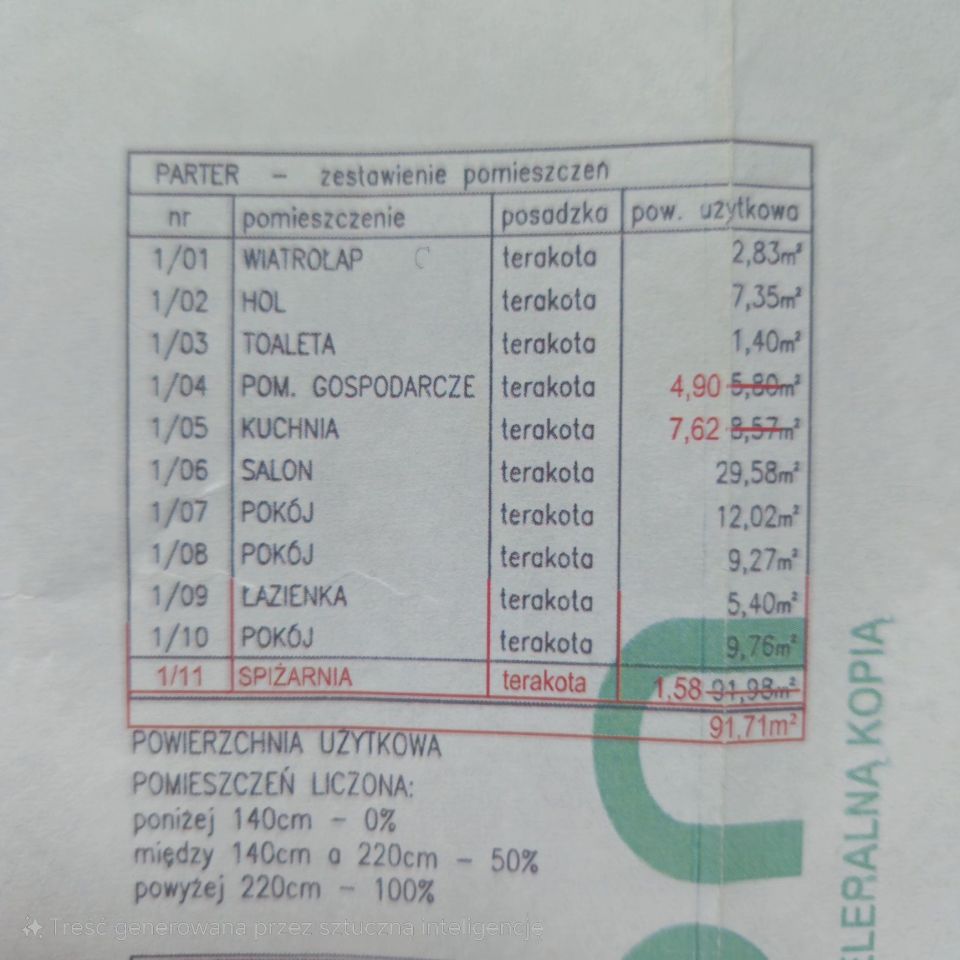 PARTER - zestawienie pomieszczeń
nr pomieszczenie posadzka pow. użytkowa
1/01 WIATROŁAP terakota 2,83m²
1/02 HOL terakota 7,35m²
1/03 TOALETA terakota 1,40m²
1/04 POM. GOSPODARCZE terakota 4,90 5,80m²
1/05 KUCHNIA terakota 7,62 8,57m²
1/06 SALON terakota 29,58m²
1/07 POKÓJ terakota 12,02m²
1/08 POKÓJ terakota 9,27m²
1/09 ŁAZIENKA terakota 5,40m²
1/10 POKÓJ terakota 9,76m²
1/11 SPIŻARNIA terakota 1,58 91,98m²
91,71m²
POWIERZCHNIA UŻYTKOWA
POMIESZCZEŃ LICZONA:
poniżej 140cm - 0%
między 140cm a 220cm - 50%
powyżej 220cm - 100%
KOPIĄ
Treść generowana przez sztuczną inteligencję